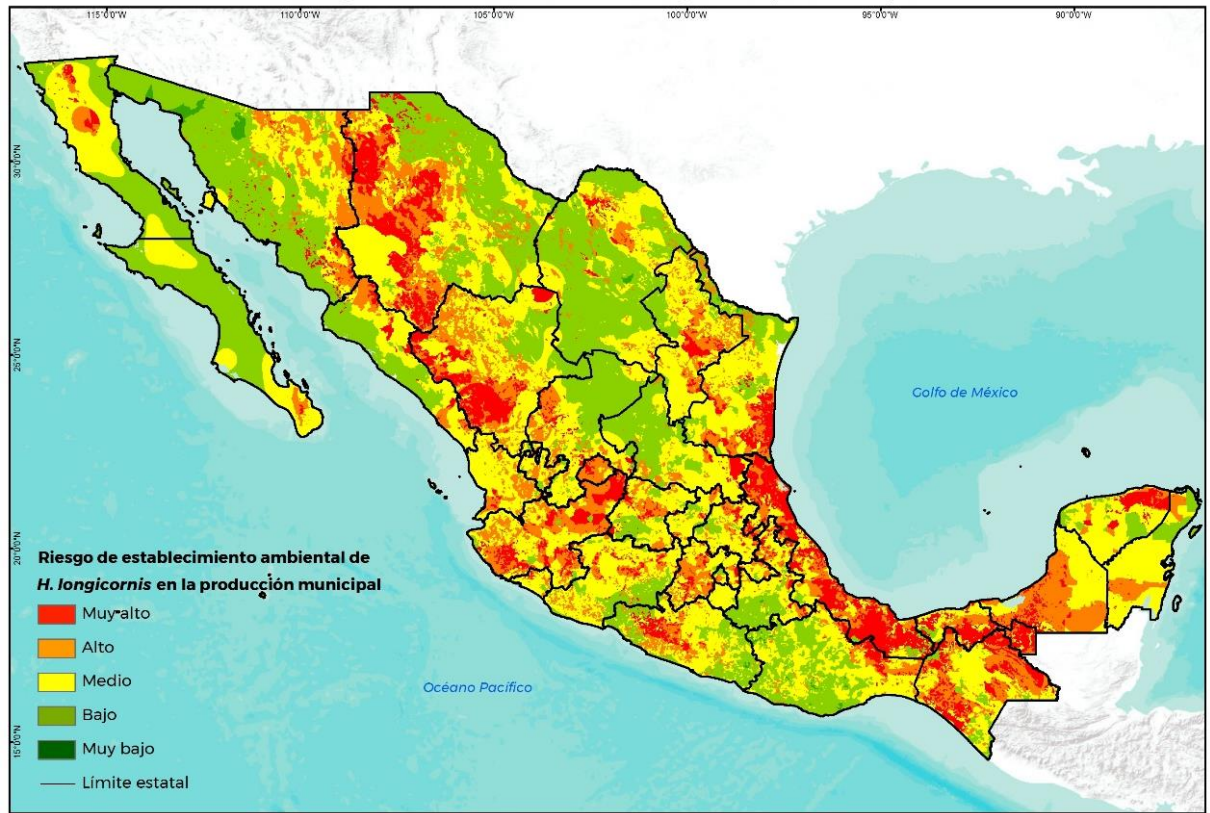 115°0'0"W
110°0'0"W
105°0'0"W
100°0'0"W
95°0'0"W
90°0'0"W
30°0'0"N
25°0'0"N
20°0'0"N
15°0'0"N
Golfo de México
Océano Pacífico
Riesgo de establecimiento ambiental de
H. longicornis en la producción municipal
Muy alto
Alto
Medio
Bajo
Muy bajo
Límite estatal